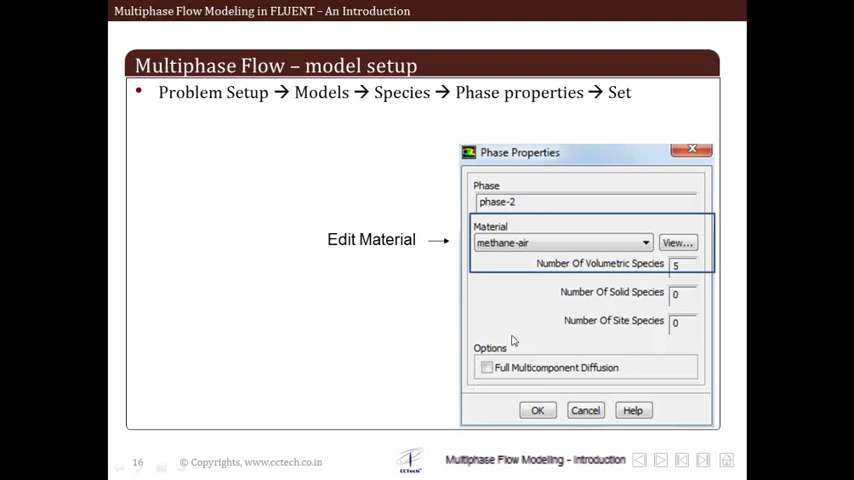 Multiphase Flow Modeling in FLUENT – An Introduction
Multiphase Flow – model setup
• Problem Setup → Models → Species → Phase properties → Set
Phase Properties
Phase
phase-2
Edit Material →
Material
methane-air
View...
Number Of Volumetric Species 5
Number Of Solid Species 0
Number Of Site Species 0
Options
Full Multicomponent Diffusion
OK Cancel Help
16 © Copyrights, www.cctech.co.in
CCTech
Multiphase Flow Modelling - Introduction